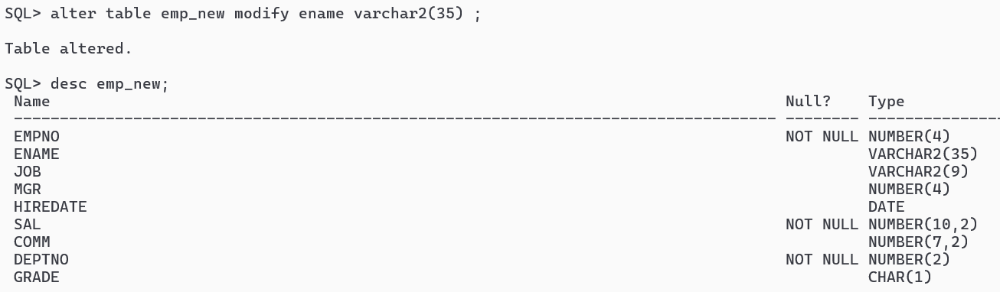 SQL> alter table emp_new modify ename varchar2(35) ;
Table altered.
SQL> desc emp_new;
Name Null? Type
----------------------------------------------------------------------------------- -------- ---------------
EMPNO NOT NULL NUMBER(4)
ENAME VARCHAR2(35)
JOB VARCHAR2(9)
MGR NUMBER(4)
HIREDATE DATE
SAL NOT NULL NUMBER(10,2)
COMM NUMBER(7,2)
DEPTNO NOT NULL NUMBER(2)
GRADE CHAR(1)